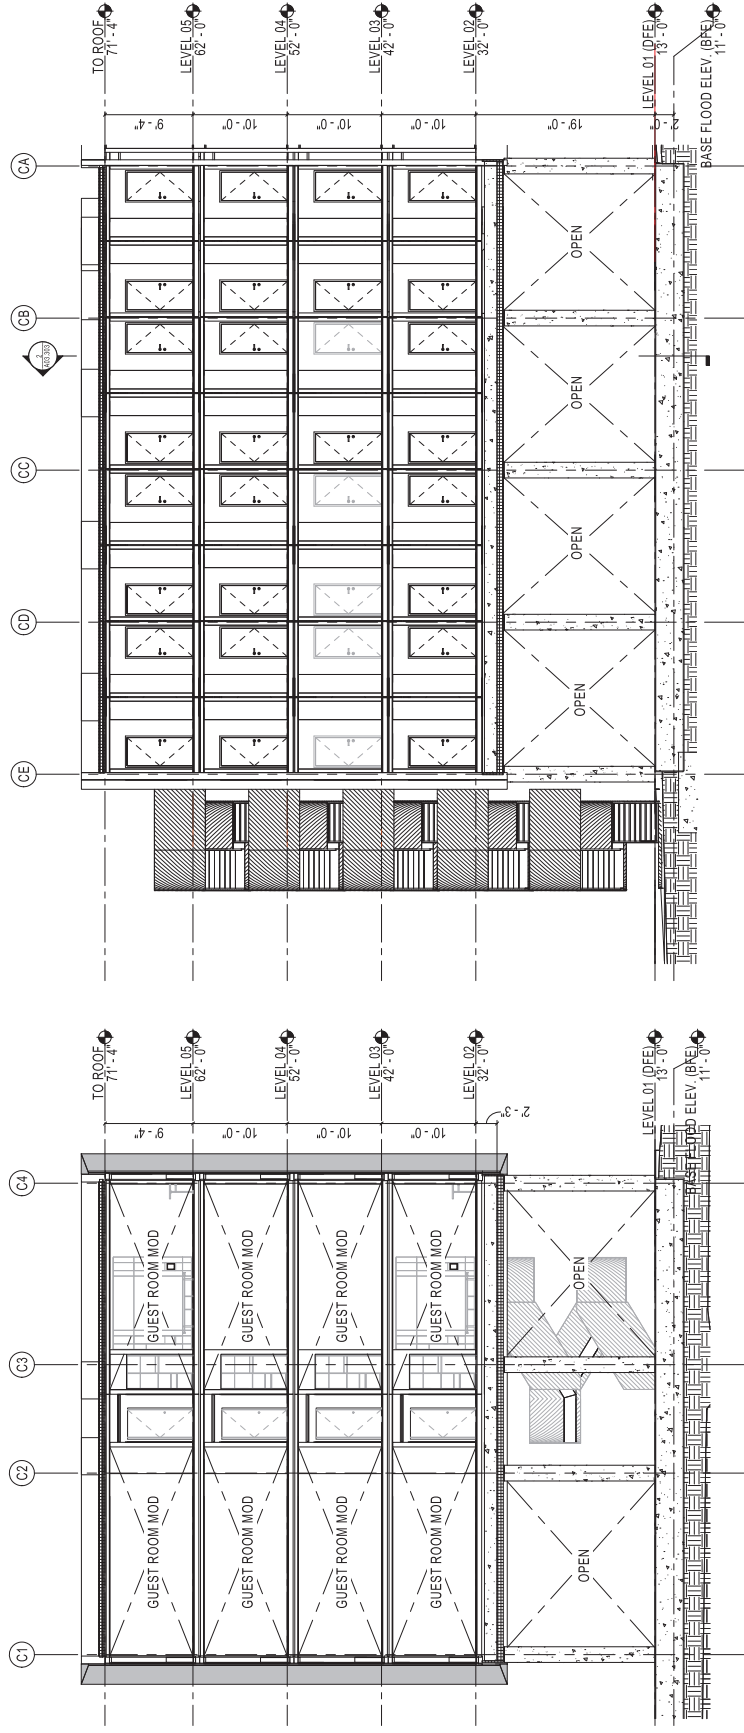 C1
C2
C3
C4
TO ROOF
71' - 4"
9' - 4"
GUEST ROOM MOD
GUEST ROOM MOD
LEVEL 05
62' - 0"
10' - 0"
GUEST ROOM MOD
GUEST ROOM MOD
LEVEL 04
52' - 0"
10' - 0"
GUEST ROOM MOD
GUEST ROOM MOD
LEVEL 03
42' - 0"
10' - 0"
GUEST ROOM MOD
GUEST ROOM MOD
LEVEL 02
32' - 0"
2' - 3"
OPEN
OPEN
LEVEL 01 (DFE)
13' - 0"
BASE FLOOD ELEV. (BFE)
11' - 0"
CE
CD
CC
CB
CA
2
A03.303
TO ROOF
71' - 4"
9' - 4"
LEVEL 05
62' - 0"
10' - 0"
LEVEL 04
52' - 0"
10' - 0"
LEVEL 03
42' - 0"
10' - 0"
LEVEL 02
32' - 0"
19' - 0"
OPEN
OPEN
OPEN
OPEN
LEVEL 01 (DFE)
13' - 0"
2' - 0"
BASE FLOOD ELEV. (BFE)
11' - 0"